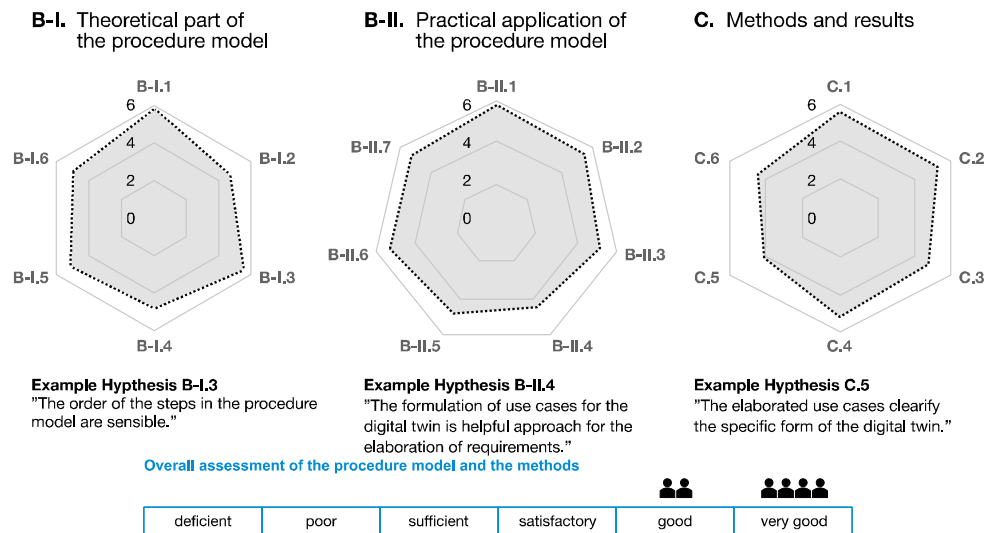 B-I. Theoretical part of
the procedure model
B-II. Practical application of
the procedure model
C. Methods and results
B-I.1
6
4
2
0
B-I.2
B-I.3
B-I.4
B-I.5
B-I.6
B-II.1
6
4
2
0
B-II.2
B-II.3
B-II.4
B-II.5
B-II.6
B-II.7
C.1
6
4
2
0
C.2
C.3
C.4
C.5
C.6
Example Hypthesis B-I.3
”The order of the steps in the procedure
model are sensible.”
Example Hypthesis B-II.4
”The formulation of use cases for the
digital twin is helpful approach for the
elaboration of requirements.”
Example Hypthesis C.5
”The elaborated use cases clearify
the specific form of the digital twin.”
Overall assessment of the procedure model and the methods
deficient
poor
sufficient
satisfactory
good
very good